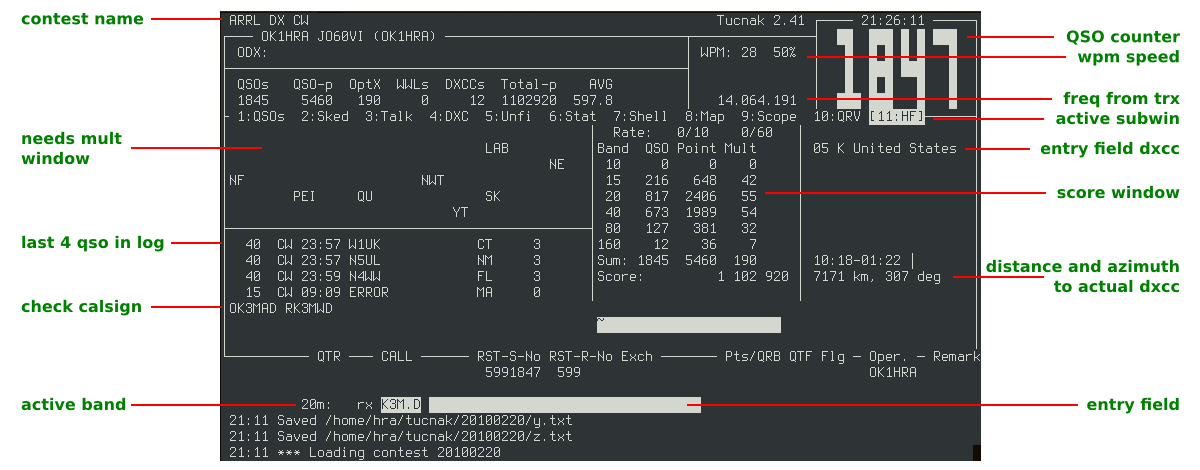 contest name
ARRL DX CW Tucnak 2.41 21:26:11
OK1HRA JO60VI (OK1HRA)
1847
QSO counter
ODX: WPM: 28 50%
wpm speed
QSOs QSO-p OptX WWLs DXCCs Total-p AVG
1845 5460 190 0 12 1102920 597.8 14.064.191
freq from trx
1:QSOs 2:Sked 3:Talk 4:DXC 5:Unfi 6:Stat 7:Shell 8:Map 9:Scope 10:QRV [11:HF]
active subwin
needs mult
window
Rate: 0/10 0/60
LAB Band QSO Point Mult 05 K United States
entry field dxcc
NE 10 0 0 0
NF NWT 15 216 648 42
PEI QU SK 20 817 2406 55
score window
YT 40 673 1989 54
80 127 381 32
last 4 qso in log
40 CW 23:57 W1UK CT 3 160 12 36 7
40 CW 23:57 N5UL NM 3 Sum: 1845 5460 190 10:18-01:22 |
40 CW 23:59 N4WW FL 3 Score: 1 102 920 7171 km, 307 deg
distance and azimuth
to actual dxcc
15 CW 09:09 ERROR MA 0
check calsign
OK3MAD RK3MWD
~
QTR CALL RST-S-No RST-R-No Exch Pts/QRB QTF Flg - Oper. - Remark
5991847 599 OK1HRA
active band
20m: rx K3M.D
entry field
21:11 Saved /home/hra/tucnak/20100220/y.txt
21:11 Saved /home/hra/tucnak/20100220/z.txt
21:11 *** Loading contest 20100220